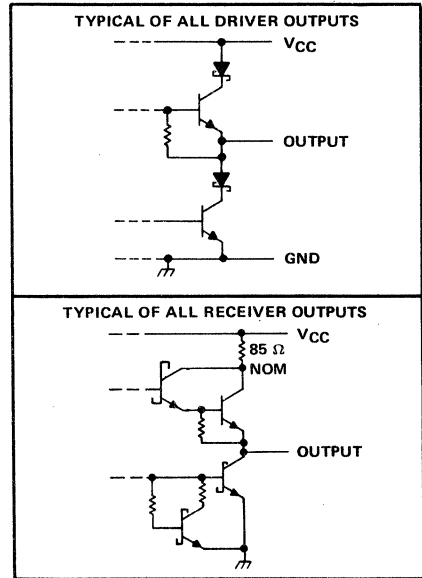 TYPICAL OF ALL DRIVER OUTPUTS
VCC
OUTPUT
GND
TYPICAL OF ALL RECEIVER OUTPUTS
VCC
85 Ω
NOM
OUTPUT